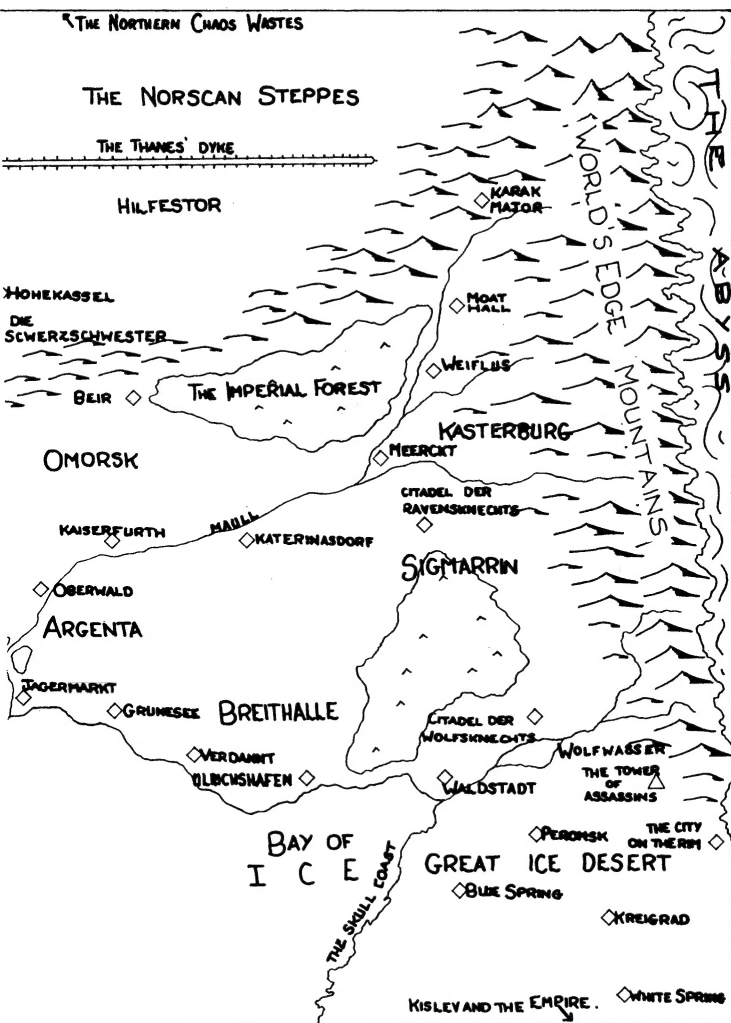 THE NORTHERN CHAOS WASTES
THE NORSCAN STEPPES
THE THANES' DYKE
HILFESTOR
KARAK
MAJOR
THE ABYSS
WORLD'S EDGE MOUNTAINS
HOHEKASSEL
MOAT
HALL
DIE
SCWERZSCHWESTER
WEIFLUS
THE IMPERIAL FOREST
BEIR
KASTERBURG
MEERCKT
OMORSK
CITADEL DER
RAVENSKNECHTS
MAULL
KAISERFURTH
KATERINASDORF
SIGMARRIN
OBERWALD
ARGENTA
JAGERMARKT
GRUNESEE
BREITHALLE
CITADEL DER
WOLFSKNECHTS
VERDANNT
WOLFWASSER
ULRICHSHAFEN
WALDSTADT
THE TOWER
OF
ASSASSINS
PEROMSK
THE CITY
ON THE RIM
BAY OF
ICE
THE SKULL COAST
GREAT ICE DESERT
BLUE SPRING
KREIGRAD
WHITE SPRING
KISLEV AND THE EMPIRE.